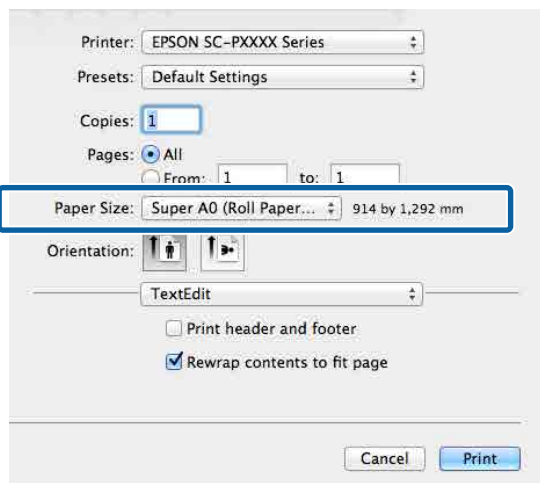 Printer: EPSON SC-PXXXX Series
Presets: Default Settings
Copies: 1
Pages: All
From: 1 to: 1
Paper Size: Super A0 (Roll Paper... 914 by 1,292 mm
Orientation:
TextEdit
Print header and footer
Rewrap contents to fit page
Cancel Print